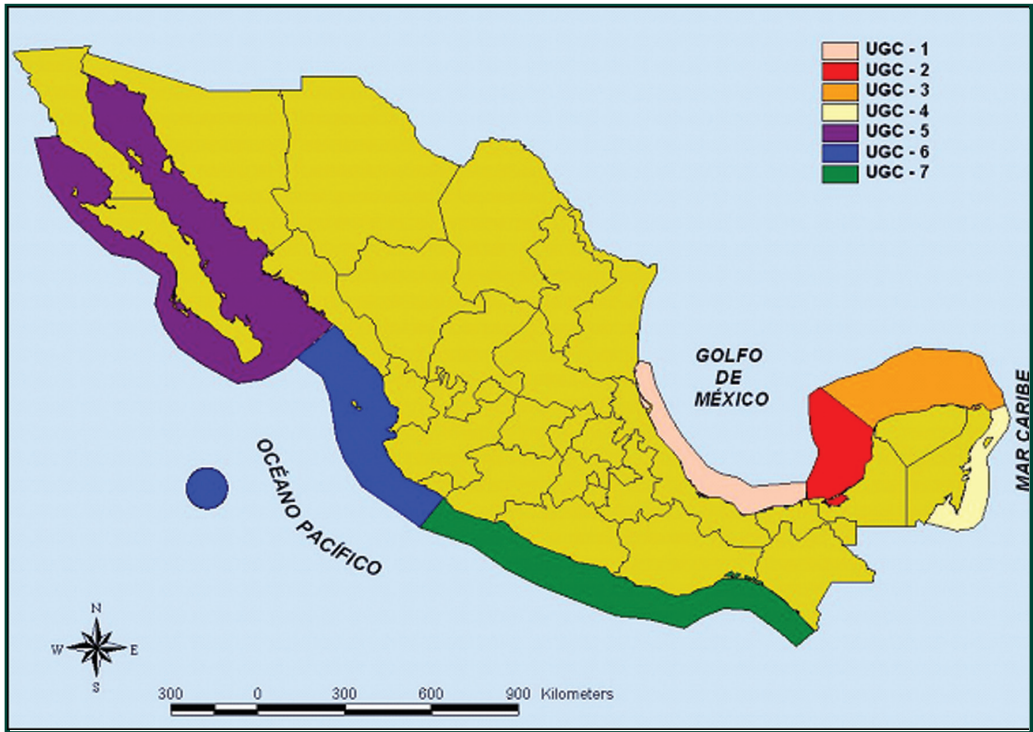 UGC - 1
UGC - 2
UGC - 3
UGC - 4
UGC - 5
UGC - 6
UGC - 7
GOLFO
DE
MÉXICO
MAR CARIBE
OCÉANO PACÍFICO
N
W E
S
300 0 300 600 900 Kilometers